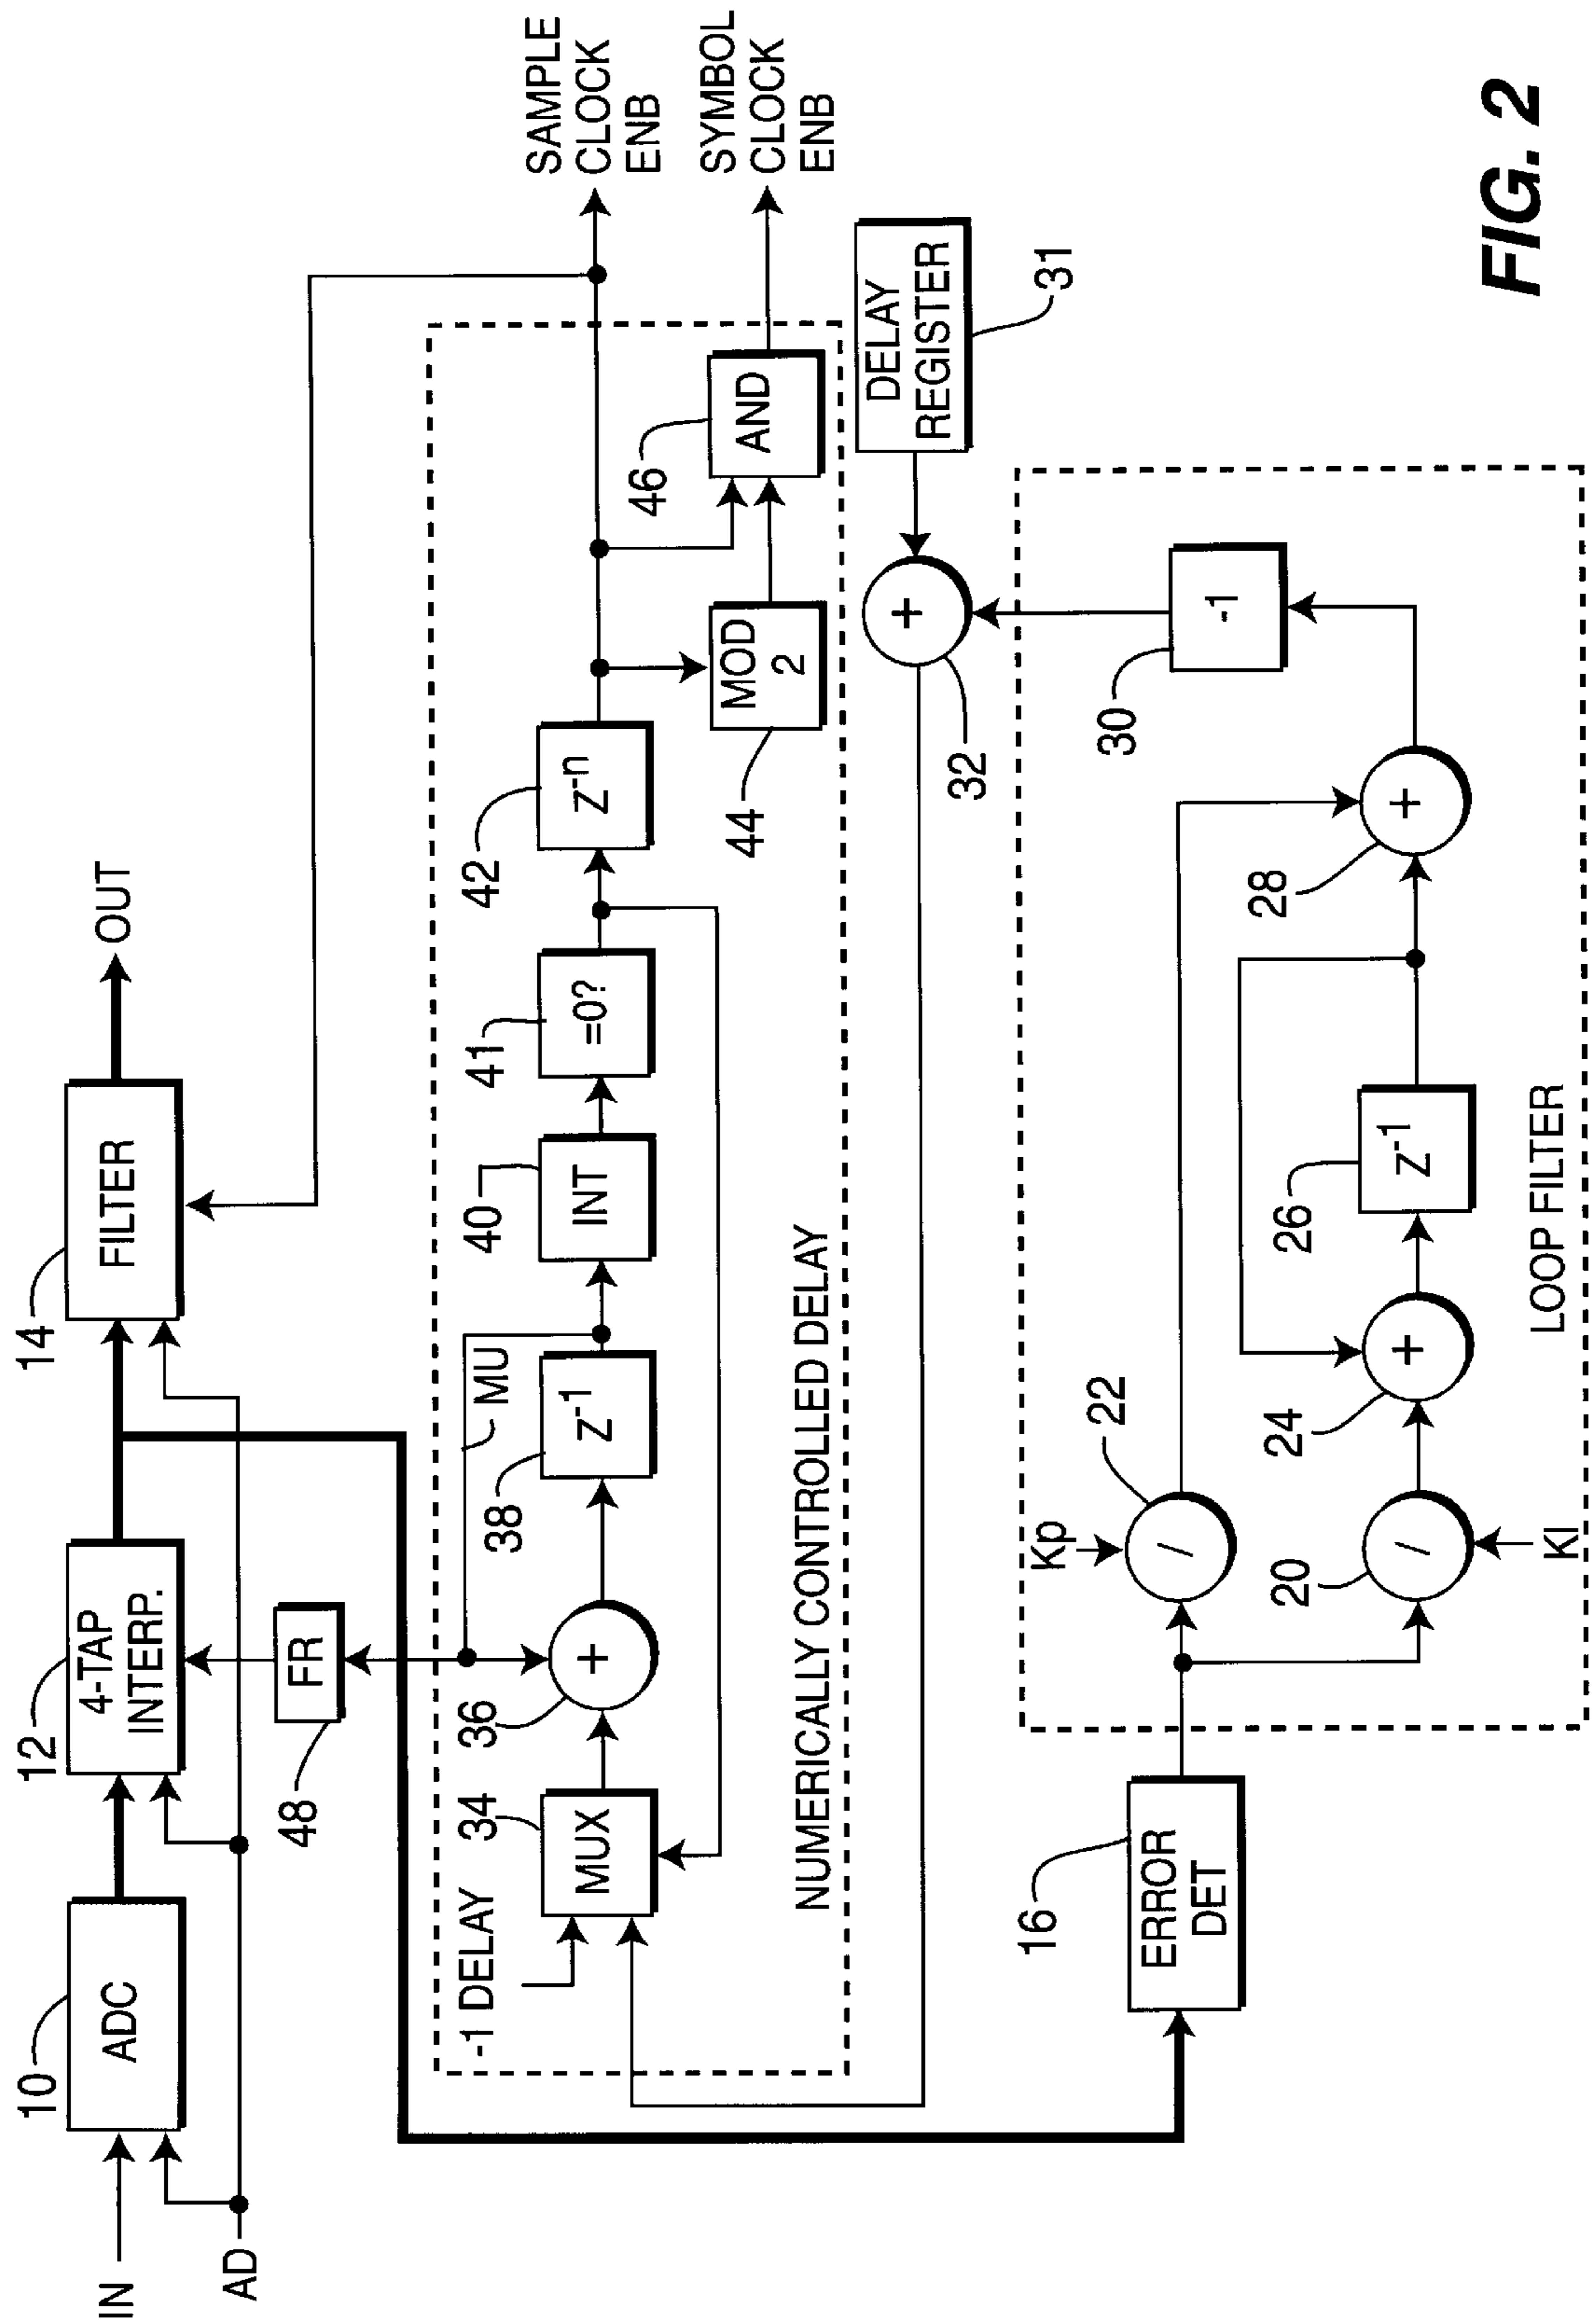 IN
10
ADC
12
4-TAP
INTERP.
14
FILTER
OUT
AD
48
FR
MU
SAMPLE
CLOCK
ENB
-1 DELAY
34
MUX
36
+
38
Z-1
40
INT
41
=0?
42
Z-n
44
MOD
2
46
AND
SYMBOL
CLOCK
ENB
NUMERICALLY CONTROLLED DELAY
32
+
DELAY
REGISTER
31
16
ERROR
DET
Kp
/
22
20
/
KI
24
+
26
Z-1
28
+
30
-1
LOOP FILTER
FIG. 2